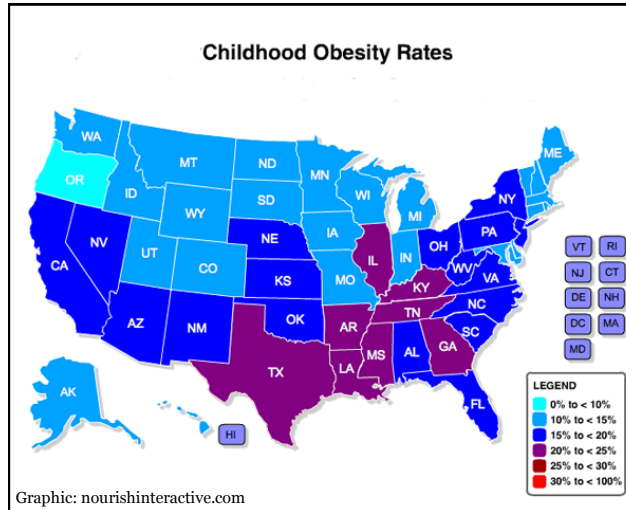 Childhood Obesity Rates
WA
ME
MT
ND
MN
OR
ID
WI
NY
SD
MI
WY
IA
PA
NE
OH
NV
IL
IN
UT
CO
WV
VA
CA
KS
MO
KY
NC
TN
OK
AR
SC
AZ
NM
MS
AL
GA
LA
TX
FL
AK
HI
VT RI
NJ CT
DE NH
DC MA
MD
LEGEND
0% to < 10%
10% to < 15%
15% to < 20%
20% to < 25%
25% to < 30%
30% to < 100%
Graphic: nourishinteractive.com